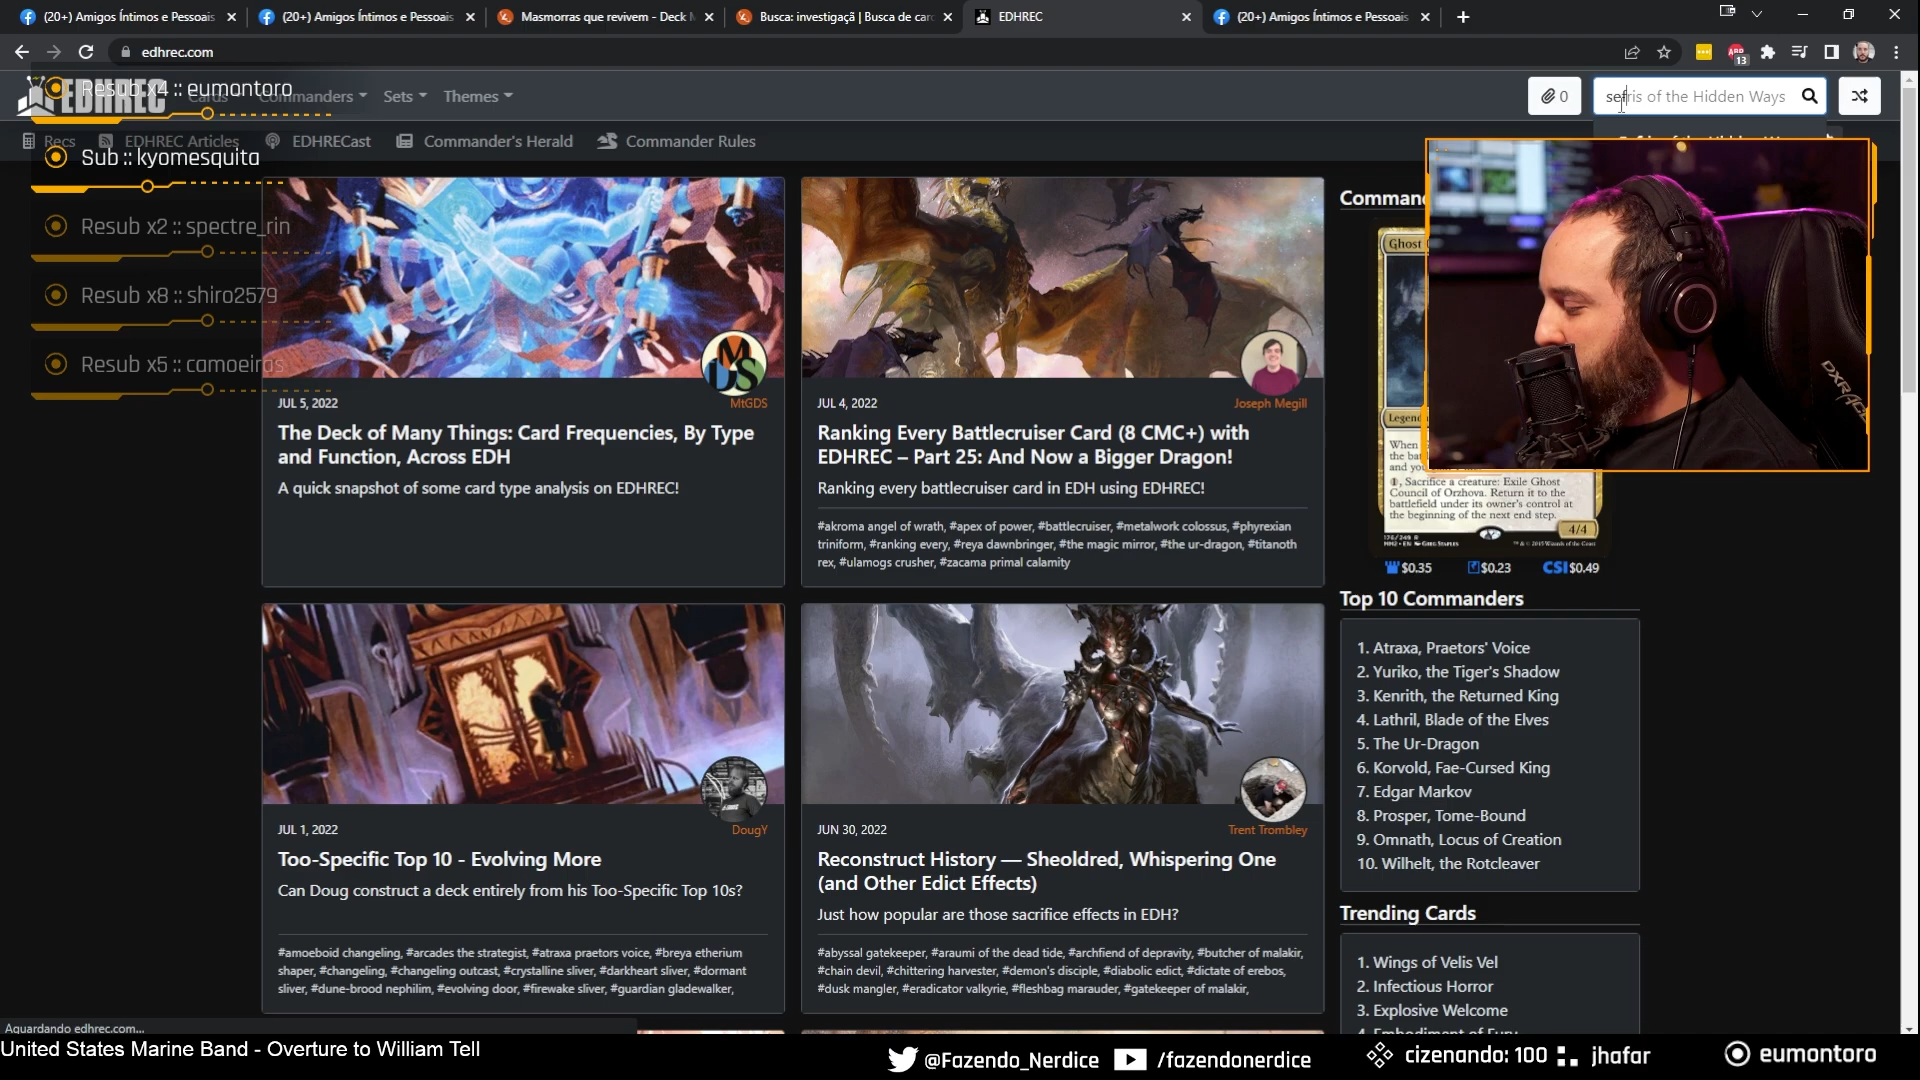 (20+) Amigos Íntimos e Pessoais
(20+) Amigos Íntimos e Pessoais
Masmorras que revivem - Deck
Busca: investigaçã | Busca de car
EDHREC
(20+) Amigos Íntimos e Pessoais
edhrec.com
13
EDHREC
Cards
Commanders
Sets
Themes
0
sefris of the Hidden Ways
Resub x4 :: eumontoro
Recs
EDHREC Articles
EDHRECast
Commander's Herald
Commander Rules
Sub :: kyomesquita
Resub x2 :: spectre_rin
Resub x8 :: shiro2579
Resub x5 :: camoeiras
JUL 5, 2022
MtGDS
The Deck of Many Things: Card Frequencies, By Type
and Function, Across EDH
A quick snapshot of some card type analysis on EDHREC!
JUL 4, 2022
Joseph Megill
Ranking Every Battlecruiser Card (8 CMC+) with
EDHREC – Part 25: And Now a Bigger Dragon!
Ranking every battlecruiser card in EDH using EDHREC!
#akroma angel of wrath, #apex of power, #battlecruiser, #metalwork colossus, #phyrexian
triniform, #ranking every, #reya dawnbringer, #the magic mirror, #the ur-dragon, #titanoth
rex, #ulamogs crusher, #zacama primal calamity
JUL 1, 2022
DougY
Too-Specific Top 10 - Evolving More
Can Doug construct a deck entirely from his Too-Specific Top 10s?
#amoeboid changeling, #arcades the strategist, #atraxa praetors voice, #breya etherium
shaper, #changeling, #changeling outcast, #crystalline sliver, #darkheart sliver, #dormant
sliver, #dune-brood nephilim, #evolving door, #firewake sliver, #guardian gladewalker,
JUN 30, 2022
Trent Trombley
Reconstruct History — Sheoldred, Whispering One
(and Other Edict Effects)
Just how popular are those sacrifice effects in EDH?
#abyssal gatekeeper, #araumi of the dead tide, #archfiend of depravity, #butcher of malakir,
#chain devil, #chittering harvester, #demon's disciple, #diabolic edict, #dictate of erebos,
#dusk mangler, #eradicator valkyrie, #fleshbag marauder, #gatekeeper of malakir,
Comman
Ghost
Legend
When
the bat
and you
1, Sacrifice a creature: Exile Ghost
Council of Orzhova. Return it to the
battlefield under its owner's control at
the beginning of the next end step.
4/4
$0.35
$0.23
CSI $0.49
Top 10 Commanders
1. Atraxa, Praetors' Voice
2. Yuriko, the Tiger's Shadow
3. Kenrith, the Returned King
4. Lathril, Blade of the Elves
5. The Ur-Dragon
6. Korvold, Fae-Cursed King
7. Edgar Markov
8. Prosper, Tome-Bound
9. Omnath, Locus of Creation
10. Wilhelt, the Rotcleaver
Trending Cards
1. Wings of Velis Vel
2. Infectious Horror
3. Explosive Welcome
4. Embodiment of Fury
DXRACER
Aguardando edhrec.com...
United States Marine Band - Overture to William Tell
@Fazendo_Nerdice
/fazendonerdice
cizenando: 100
jhafar
eumontoro